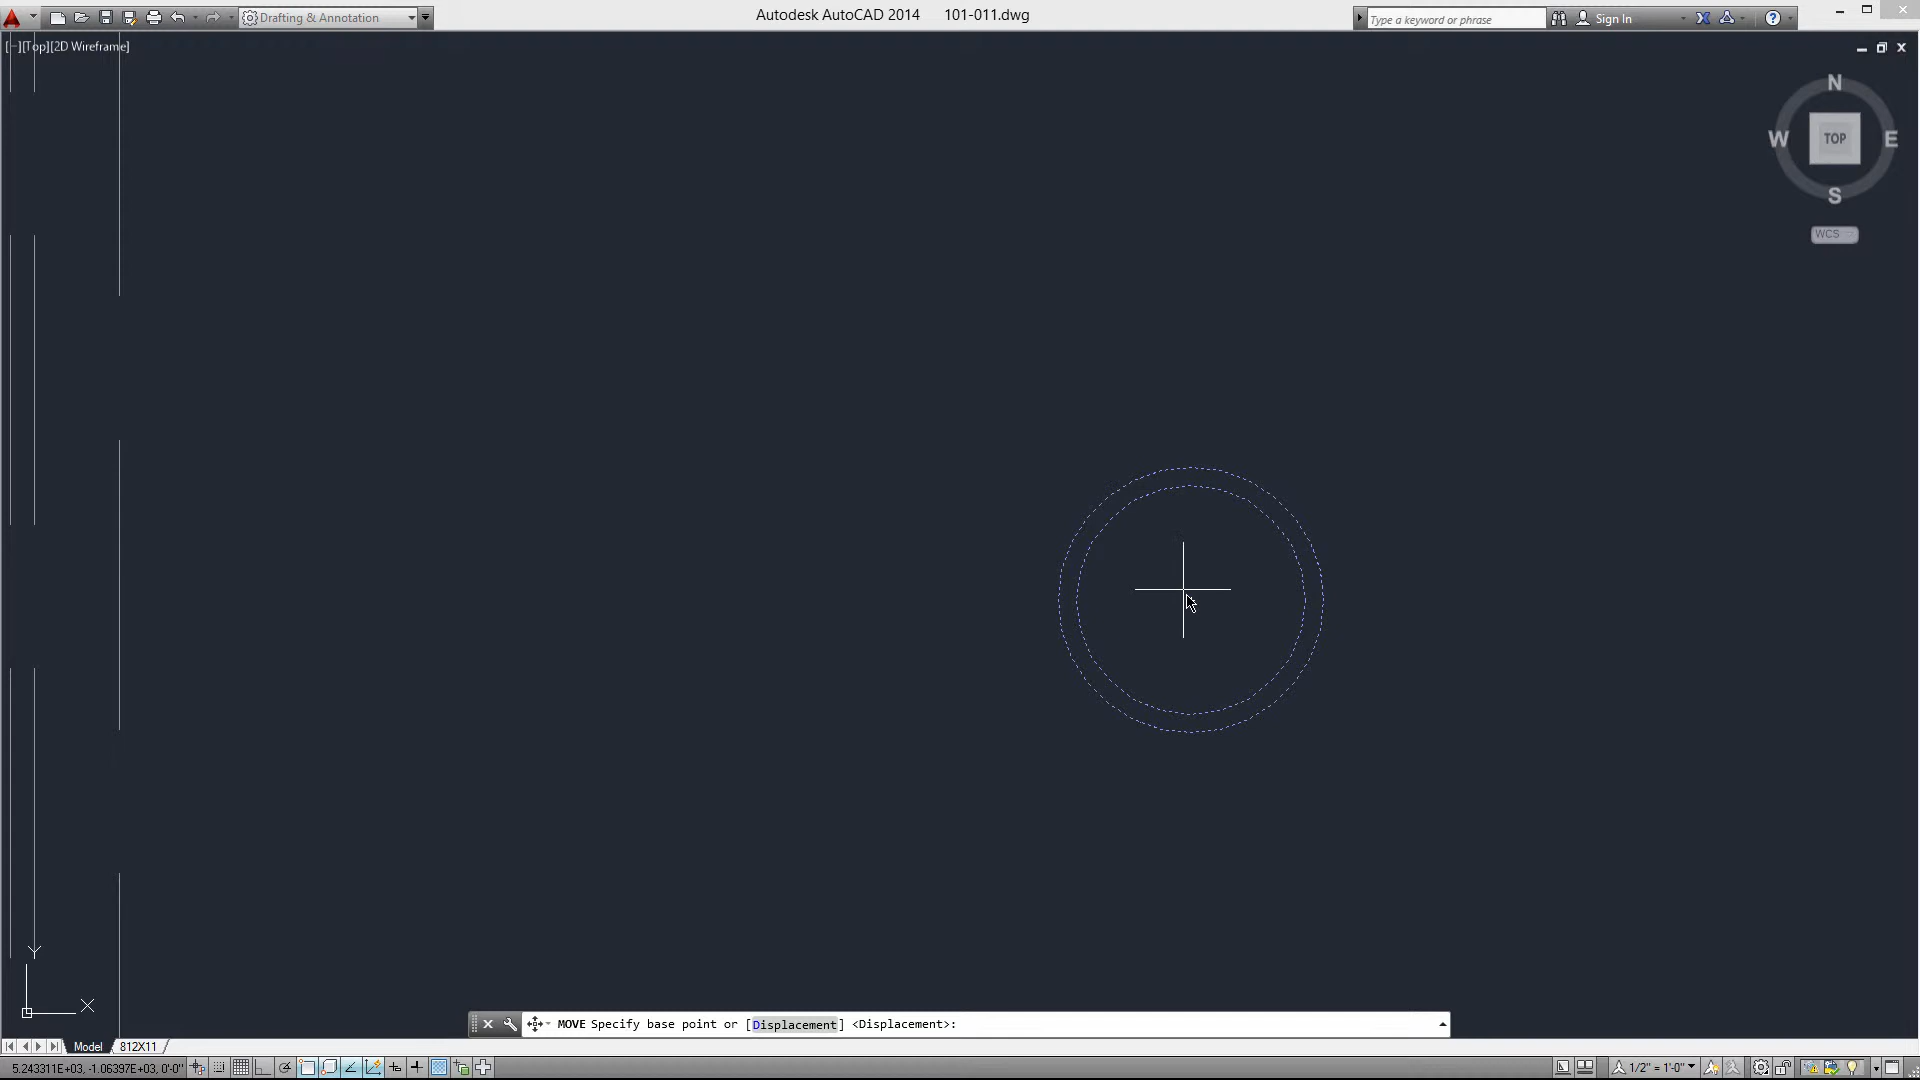 Drafting & Annotation
Autodesk AutoCAD 2014 101-011.dwg
Type a keyword or phrase
Sign In
[−][Top][2D Wireframe]
N
W TOP E
S
WCS
Y
X
MOVE Specify base point or [Displacement] <Displacement>:
Model 812X11
5.243311E+03, -1.06397E+03, 0'-0" 1/2" = 1'-0"